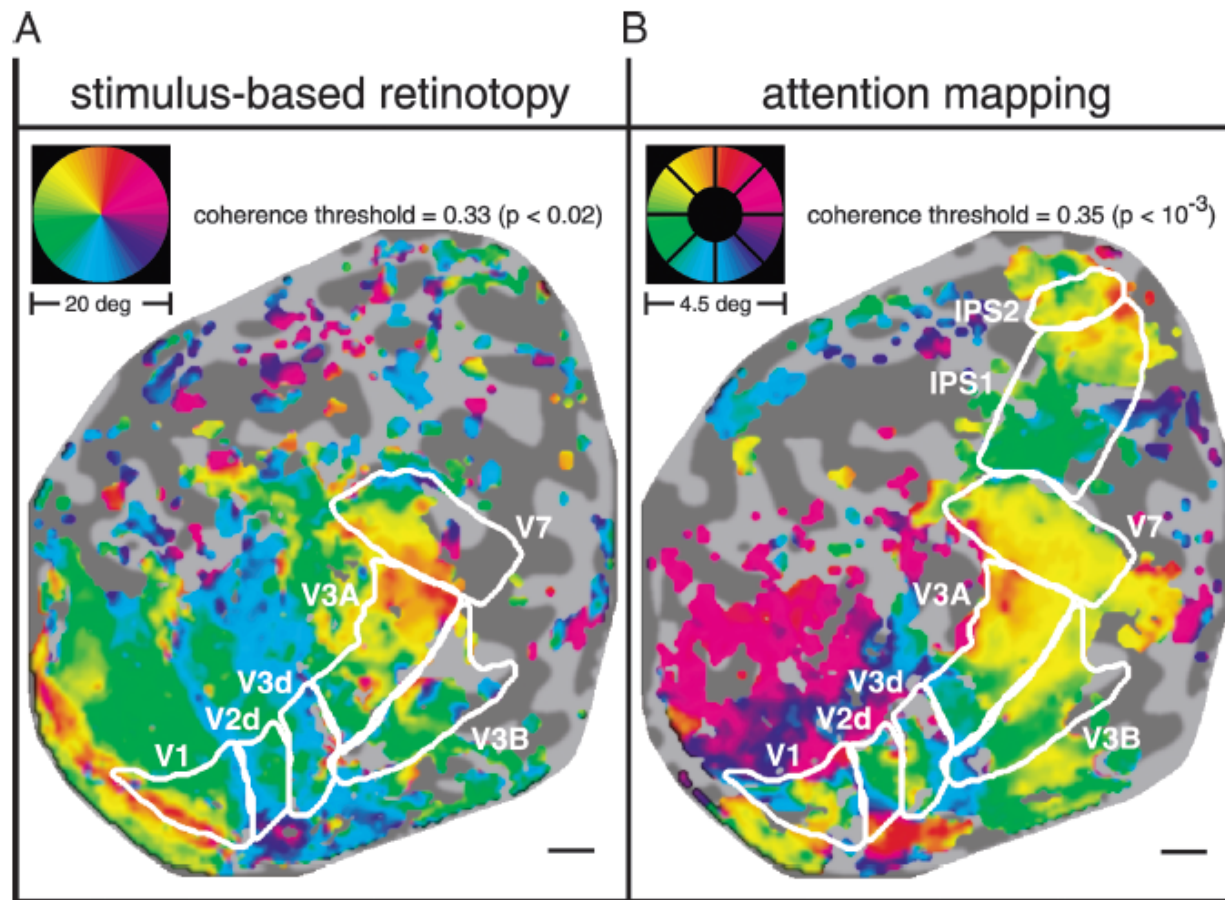 A
B
stimulus-based retinotopy
attention mapping
coherence threshold = 0.33 (p < 0.02)
20 deg
V7
V3A
V3d
V2d
V1
V3B
coherence threshold = 0.35 (p < 10⁻³)
4.5 deg
IPS2
IPS1
V7
V3A
V3d
V2d
V1
V3B